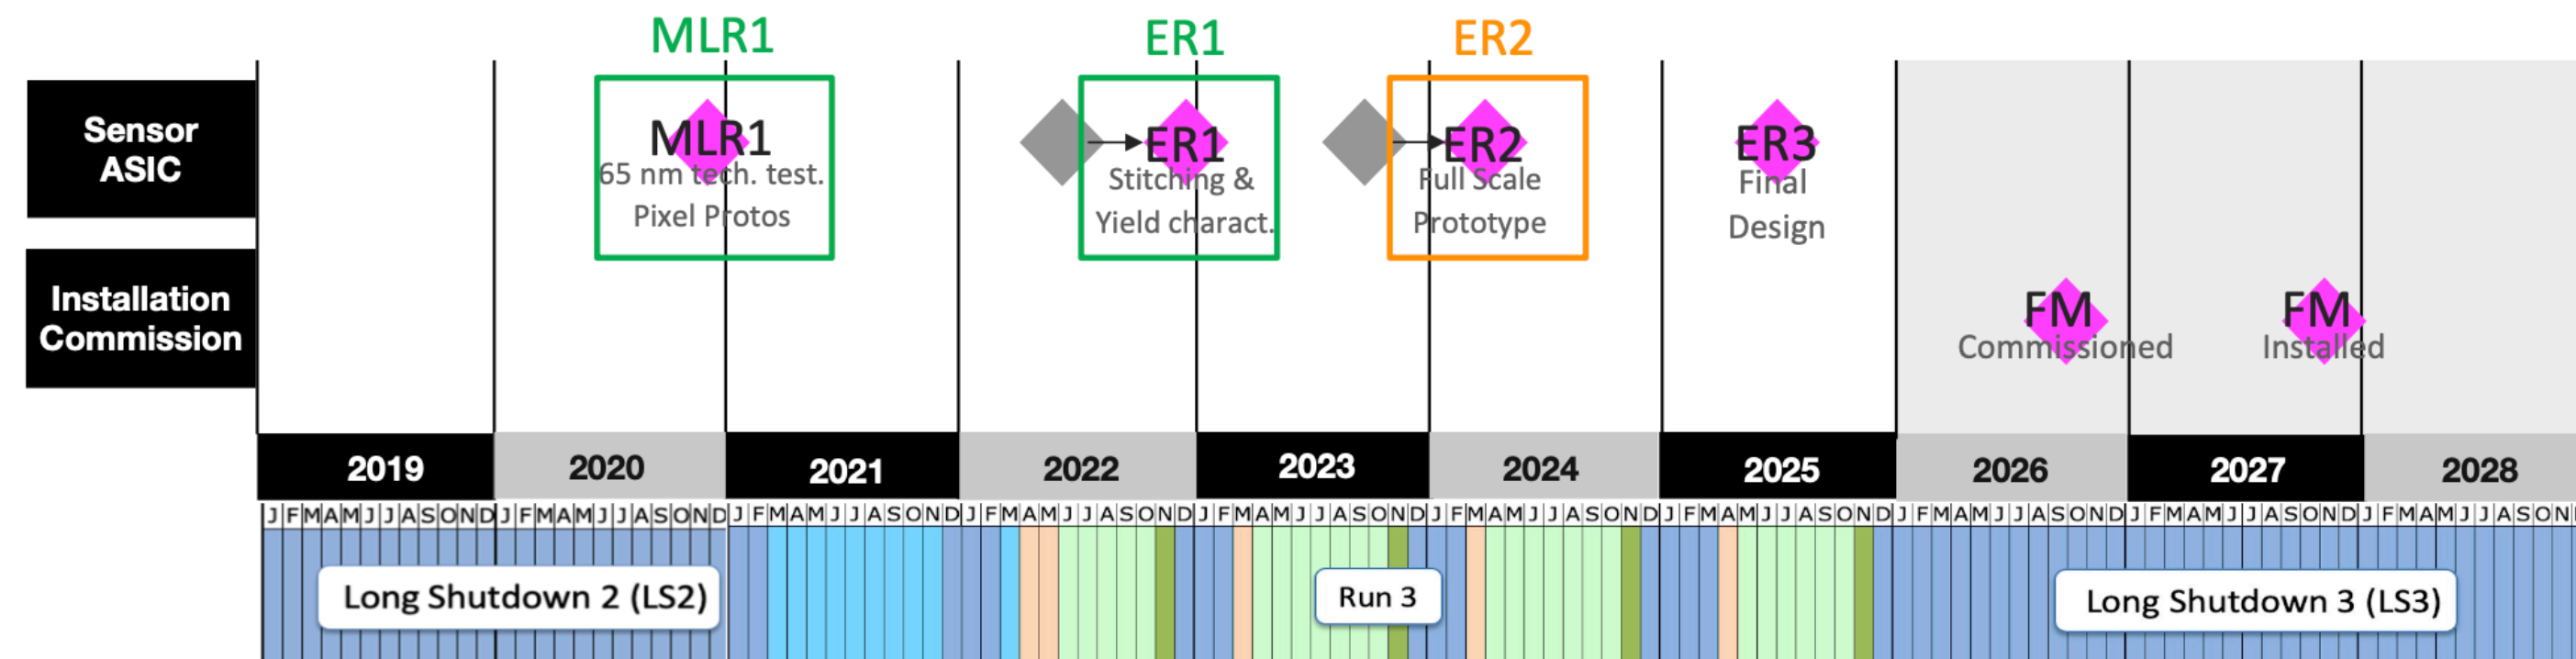 MLR1
ER1
ER2
Sensor
ASIC
MLR1
65 nm tech. test.
Pixel Protos
ER1
Stitching &
Yield charact.
ER2
Full Scale
Prototype
ER3
Final
Design
Installation
Commission
FM
Commissioned
FM
Installed
2019 2020 2021 2022 2023 2024 2025 2026 2027 2028
J F M A M J J A S O N D J F M A M J J A S O N D J F M A M J J A S O N D J F M A M J J A S O N D J F M A M J J A S O N D J F M A M J J A S O N D J F M A M J J A S O N D J F M A M J J A S O N D J F M A M J J A S O N D J F M A M J J A S O N
Long Shutdown 2 (LS2)
Run 3
Long Shutdown 3 (LS3)